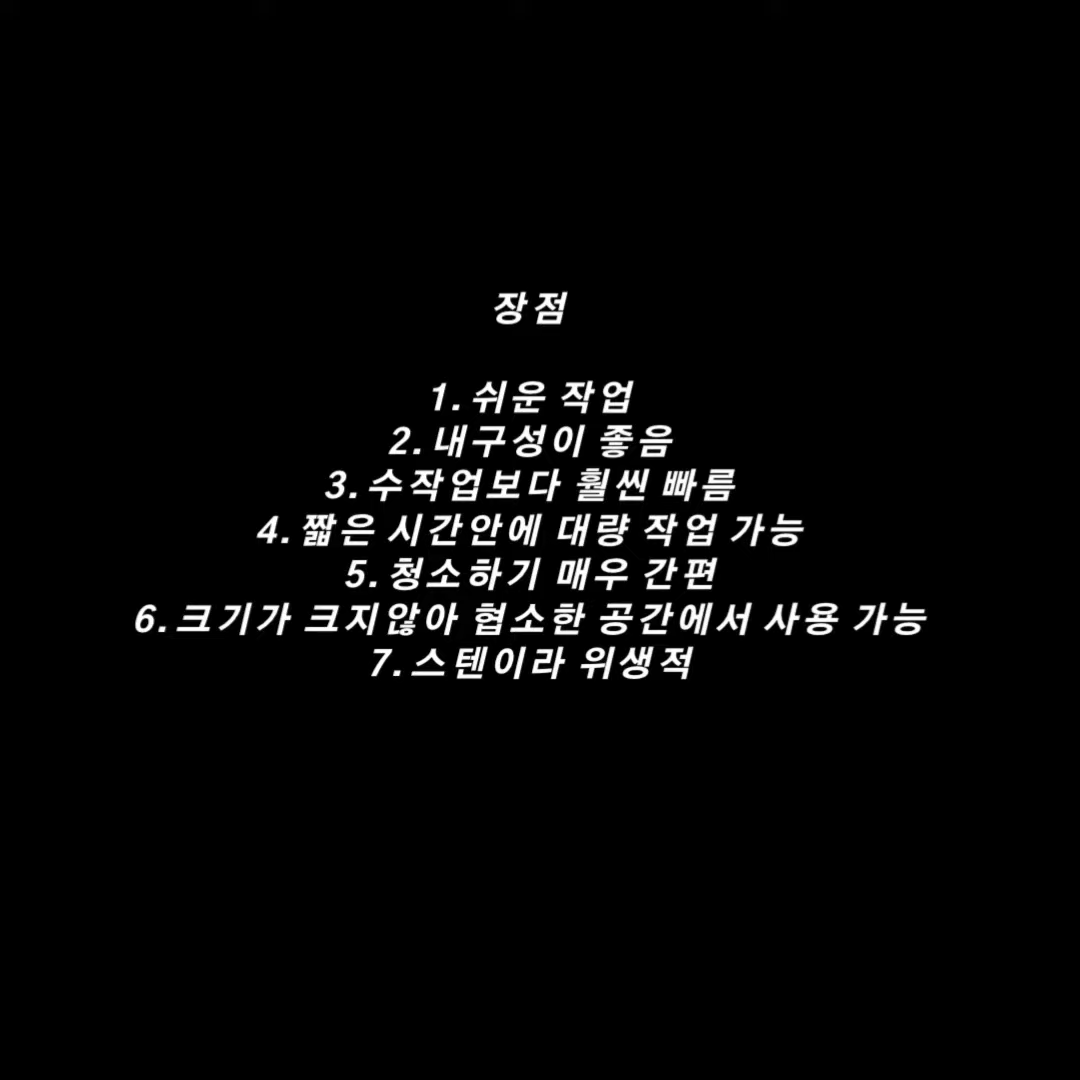 장점
1. 쉬운 작업
2. 내구성이 좋음
3. 수작업보다 훨씬 빠름
4. 짧은 시간안에 대량 작업 가능
5. 청소하기 매우 간편
6. 크기가 크지않아 협소한 공간에서 사용 가능
7. 스텐이라 위생적